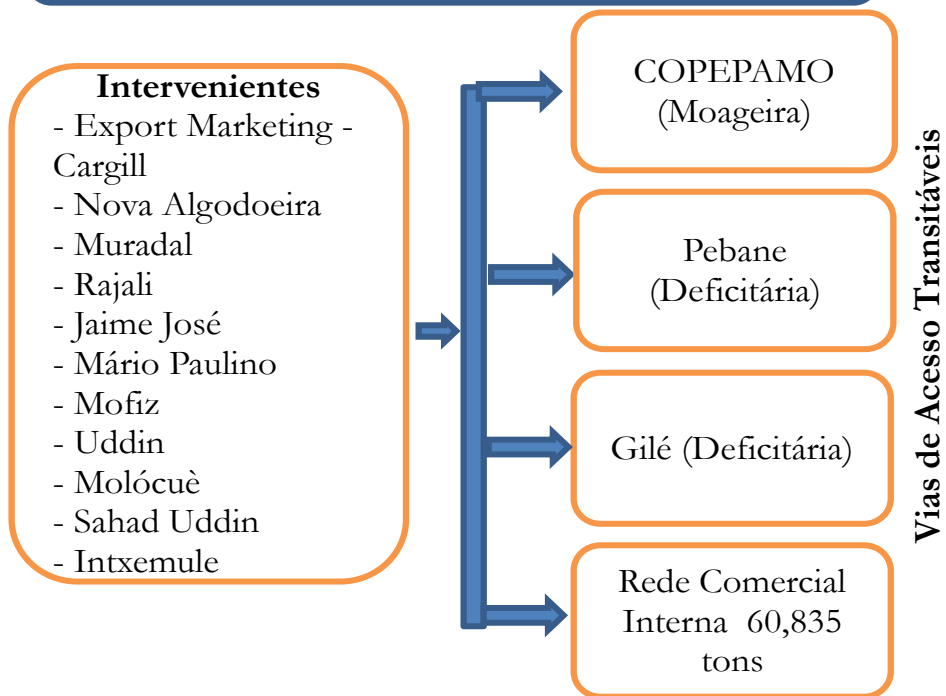 Intervenientes
- Export Marketing -
Cargill
- Nova Algodoeira
- Muradal
- Rajali
- Jaime José
- Mário Paulino
- Mofiz
- Uddin
- Molócuè
- Sahad Uddin
- Intxemule
COPEPAMO
(Moageira)
Pebane
(Deficitária)
Gilé (Deficitária)
Rede Comercial
Interna 60,835
tons
Vias de Acesso Transitáveis